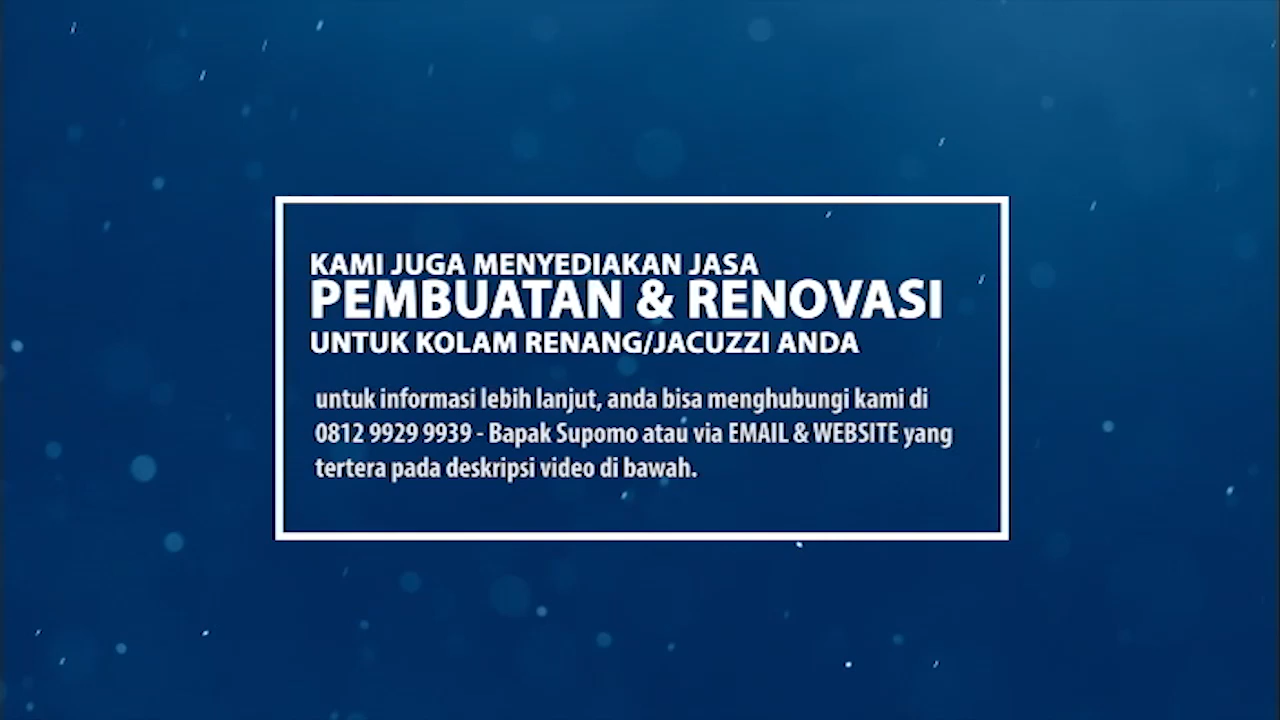 KAMI JUGA MENYEDIAKAN JASA
PEMBUATAN & RENOVASI
UNTUK KOLAM RENANG/JACUZZI ANDA
untuk informasi lebih lanjut, anda bisa menghubungi kami di
0812 9929 9939 - Bapak Supomo atau via EMAIL & WEBSITE yang
tertera pada deskripsi video di bawah.